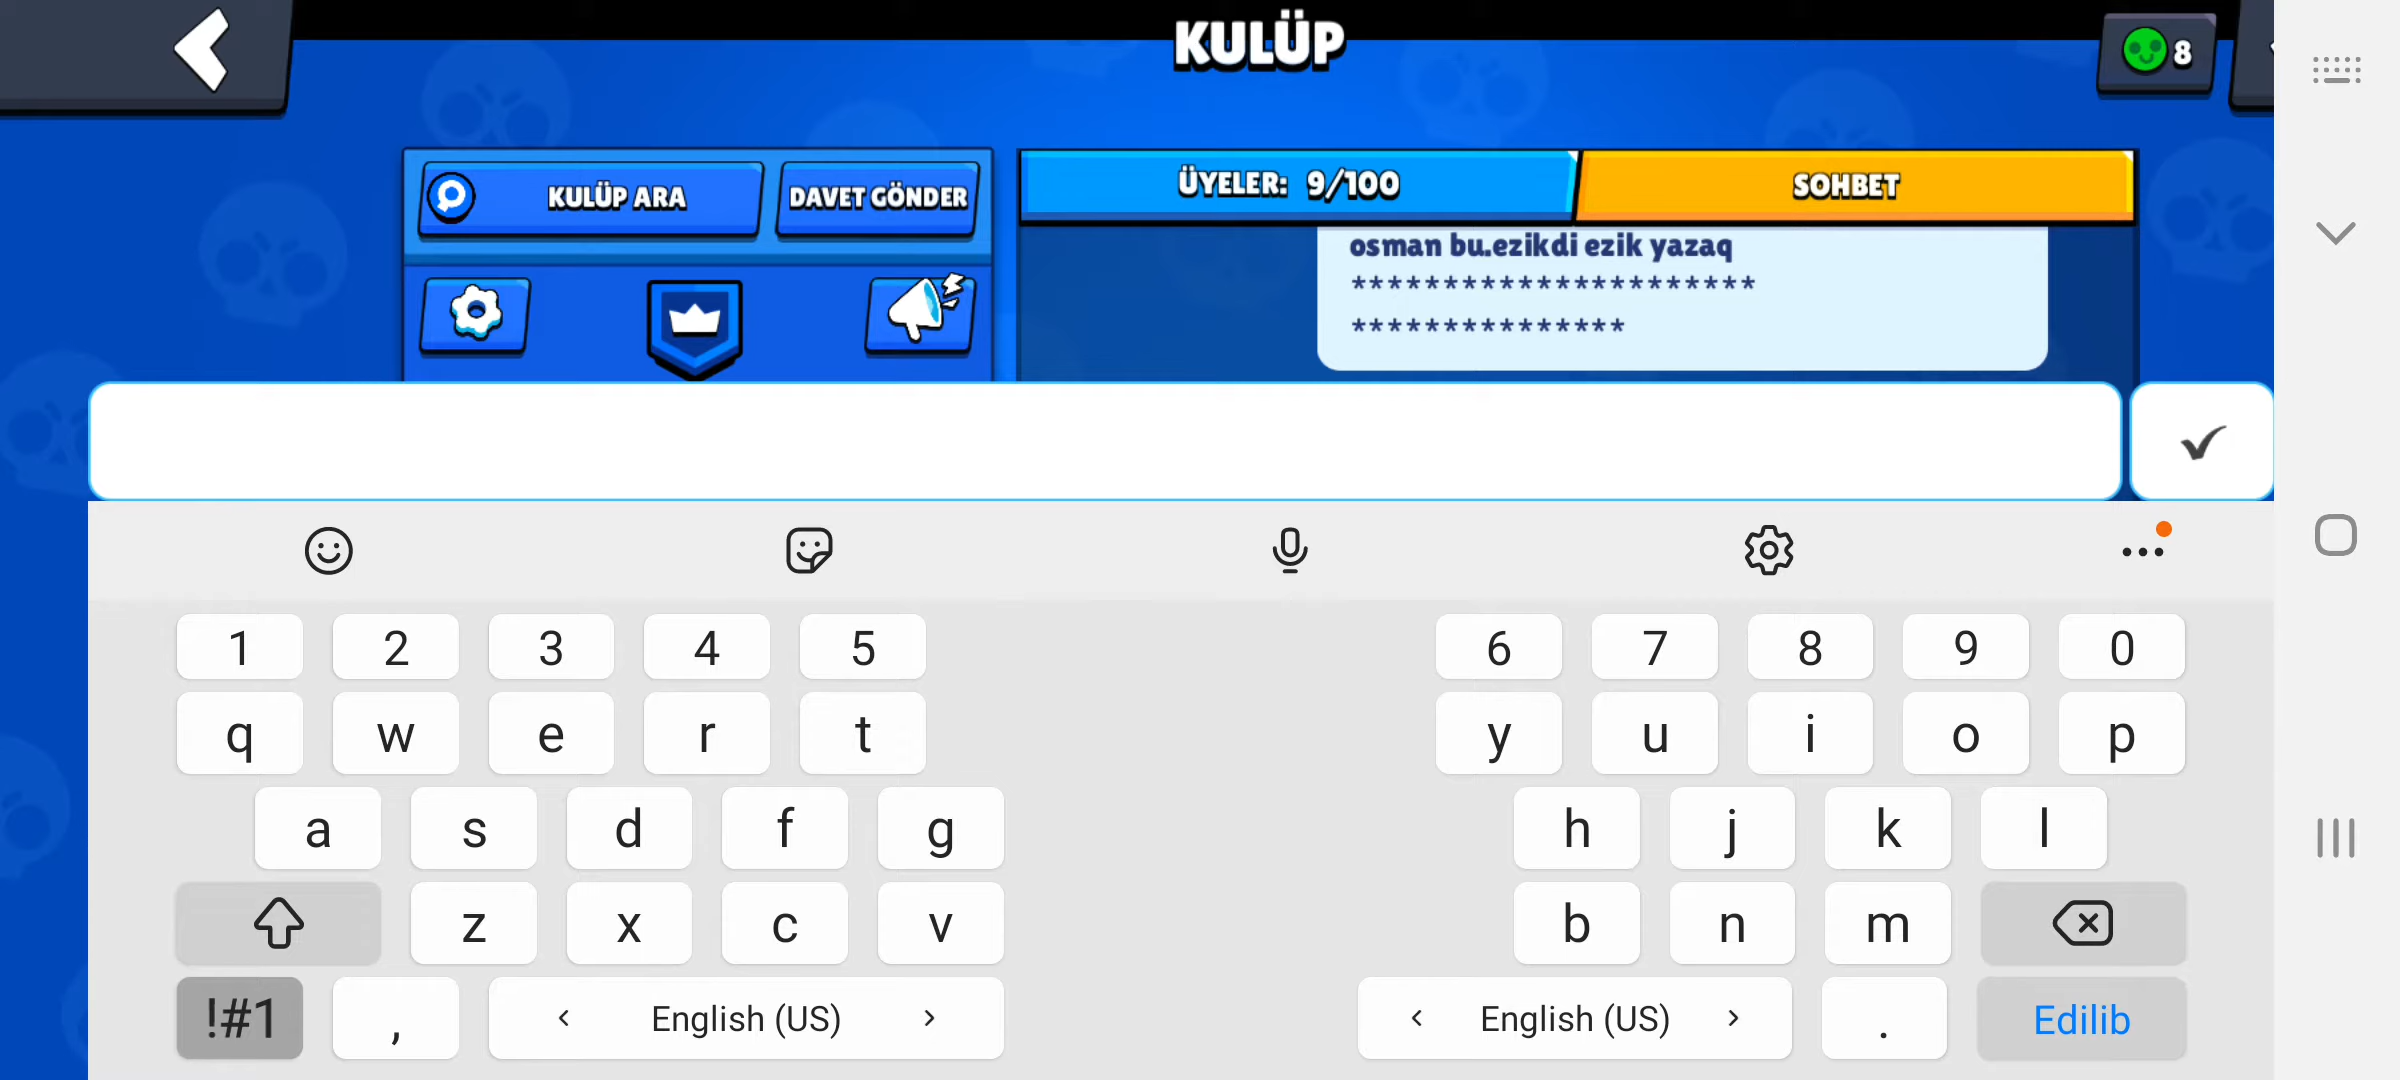 KULÜP
8
KULÜP ARA
DAVET GÖNDER
ÜYELER: 9/100
SOHBET
osman bu.ezikdi ezik yazaq
**********************
***************
1 2 3 4 5 6 7 8 9 0
q w e r t y u i o p
a s d f g h j k l
z x c v b n m
!#1 , < English (US) > < English (US) > . Edilib